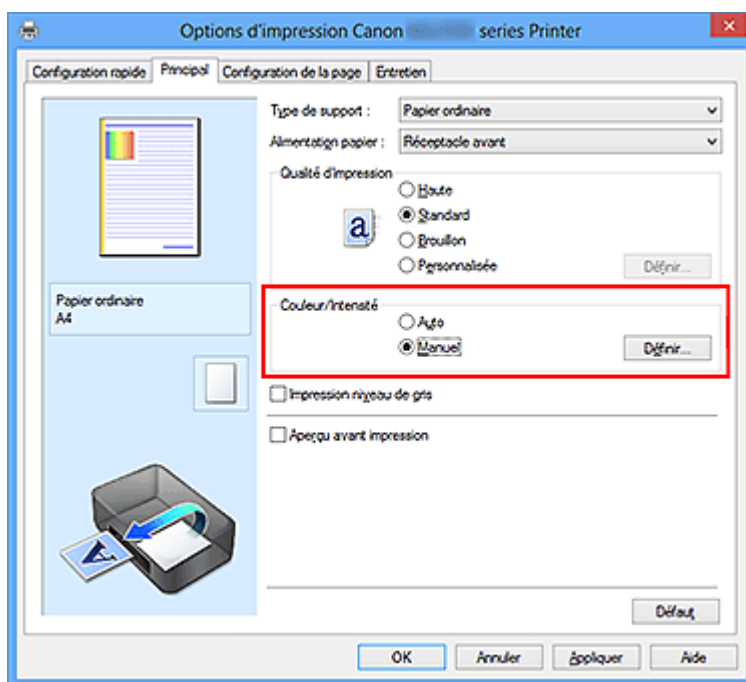 Options d'impression Canon series Printer
Configuration rapide Principal Configuration de la page Entretien
Type de support : Papier ordinaire
Alimentation papier : Réceptacle avant
Qualité d'impression
Haute
a Standard
Brouillon
Personnalisée Définir...
Papier ordinaire
A4
Couleur/Intensité
Auto
Manuel Définir...
Impression niveau de gris
Aperçu avant impression
A
Défaut
OK Annuler Appliquer Aide